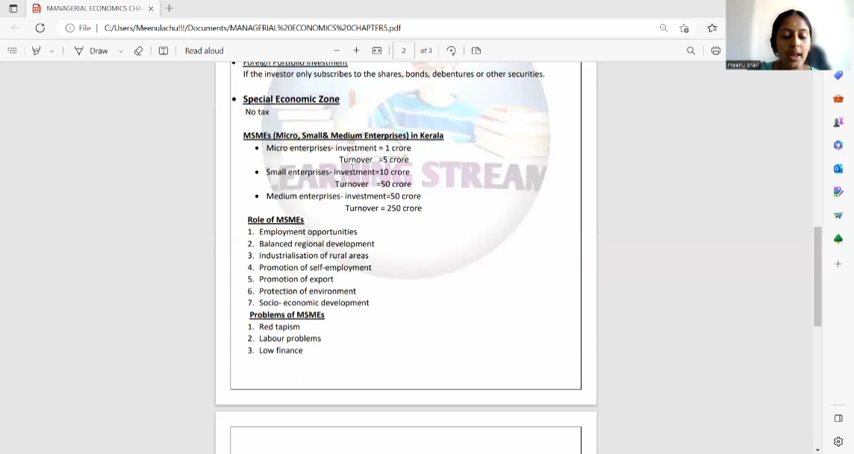 MANAGERIAL ECONOMICS CHA
File
C:/Users/Meenulachu!!!/Documents/MANAGERIAL%20ECONOMICS%20CHAPTER5.pdf
Draw
Read aloud
2
of 3
Foreign Portfolio Investment
If the investor only subscribes to the shares, bonds, debentures or other securities.
• Special Economic Zone
No tax
MSMEs (Micro, Small& Medium Enterprises) in Kerala
• Micro enterprises- investment = 1 crore
Turnover =5 crore
• Small enterprises- investment=10 crore
Turnover =50 crore
• Medium enterprises- investment=50 crore
Turnover = 250 crore
Role of MSMEs
1. Employment opportunities
2. Balanced regional development
3. Industrialisation of rural areas
4. Promotion of self-employment
5. Promotion of export
6. Protection of environment
7. Socio- economic development
Problems of MSMEs
1. Red tapism
2. Labour problems
3. Low finance
EARNING STREAM